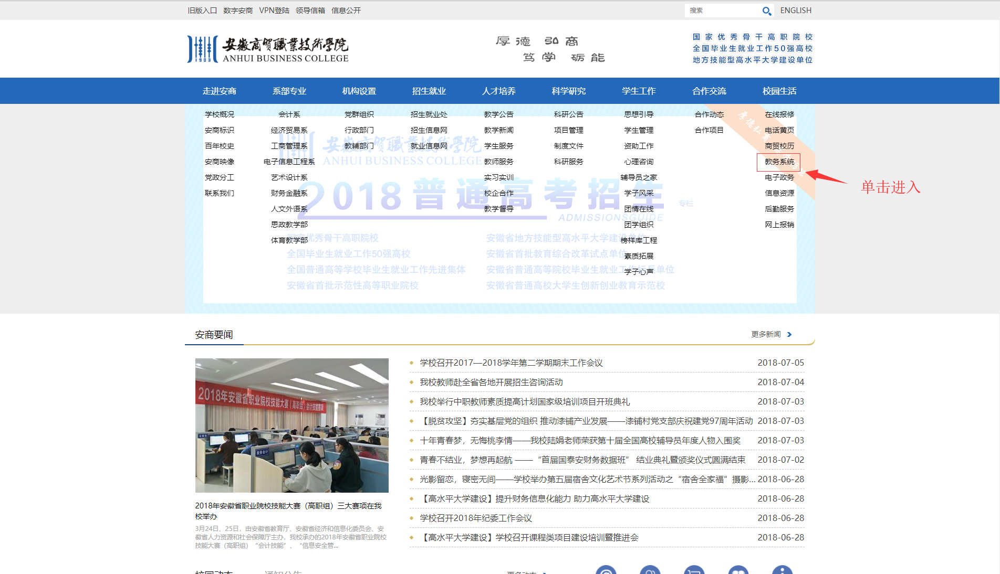 旧版入口 数字安商 VPN登陆 领导信箱 信息公开
搜索
ENGLISH
安徽商贸職業技術學院
ANHUI BUSINESS COLLEGE
1903
厚德 弘商
笃学 砺能
国家优秀骨干高职院校
全国毕业生就业工作50强高校
地方技能型高水平大学建设单位
走进安商 系部专业 机构设置 招生就业 人才培养 科学研究 学生工作 合作交流 校园生活
学校概况 会计系 党群组织 招生就业处 教学公告 科研公告 思想引导 合作动态 在线报修
安商标识 经济贸易系 行政部门 招生信息网 教学新闻 项目管理 学生管理 合作项目 电话黄页
百年校史 工商管理系 教辅部门 就业信息网 学生服务 制度文件 资助工作 商贸校历
安商映像 电子信息工程系 教师服务 科研服务 心理咨询 教务系统
党政分工 艺术设计系 实习实训 辅导员之家 电子政务
联系我们 财务金融系 校企合作 学子风采 信息资源
人文外语系 教学督导 团情在线 后勤服务
思政教学部 团学组织 网上报销
体育教学部 榜样库工程
素质拓展
学子心声
单击进入
厚德弘商
安徽商贸職業技術學院
ANHUI BUSINESS COLLEGE
2018普通高考招生
专栏
ADMISSIONSGUIDE
国家优秀骨干高职院校
安徽省地方技能型高水平大学建设单位
全国毕业生就业工作50强高校
安徽省首批教育综合改革试点单位
全国普通高等学校毕业生就业工作先进集体
安徽省普通高等院校毕业生就业工作标兵单位
安徽省首批示范性高等职业院校
安徽省普通高校大学生创新创业教育示范校
安商要闻
更多新闻
2018年安徽省职业院校技能大赛（高职组）会计技能赛项
财务会计
2018年安徽省职业院校技能大赛（高职组）三大赛项在我
校举办
3月24日、25日，由安徽省教育厅、安徽省经济和信息化委员会、安
徽省人力资源和社会保障厅主办，我校承办的2018年安徽省职业院校
技能大赛（高职组）“会计技能”、“信息安全管...
学校召开2017—2018学年第二学期期末工作会议 2018-07-05
我校教师赴全省各地开展招生咨询活动 2018-07-04
我校举行中职教师素质提高计划国家级培训项目开班典礼 2018-07-03
【脱贫攻坚】夯实基层党的组织 推动漆铺产业发展——漆铺村党支部庆祝建党97周年活动 2018-07-03
十年青春梦，无悔桃李情——我校陆娟老师荣获第十届全国高校辅导员年度人物入围奖 2018-07-03
青春不结业，梦想再起航 ——“首届国泰安财务数据班” 结业典礼暨颁奖仪式圆满结束 2018-07-02
光影留恋，寝密无间——学校举办第五届宿舍文化艺术节系列活动之“宿舍全家福”摄影... 2018-06-28
【高水平大学建设】提升财务信息化能力 助力高水平大学建设 2018-06-28
学校召开2018年纪委工作会议 2018-06-28
【高水平大学建设】学校召开课程类项目建设培训暨推进会 2018-06-28
校园动态
通知公告
更多动态